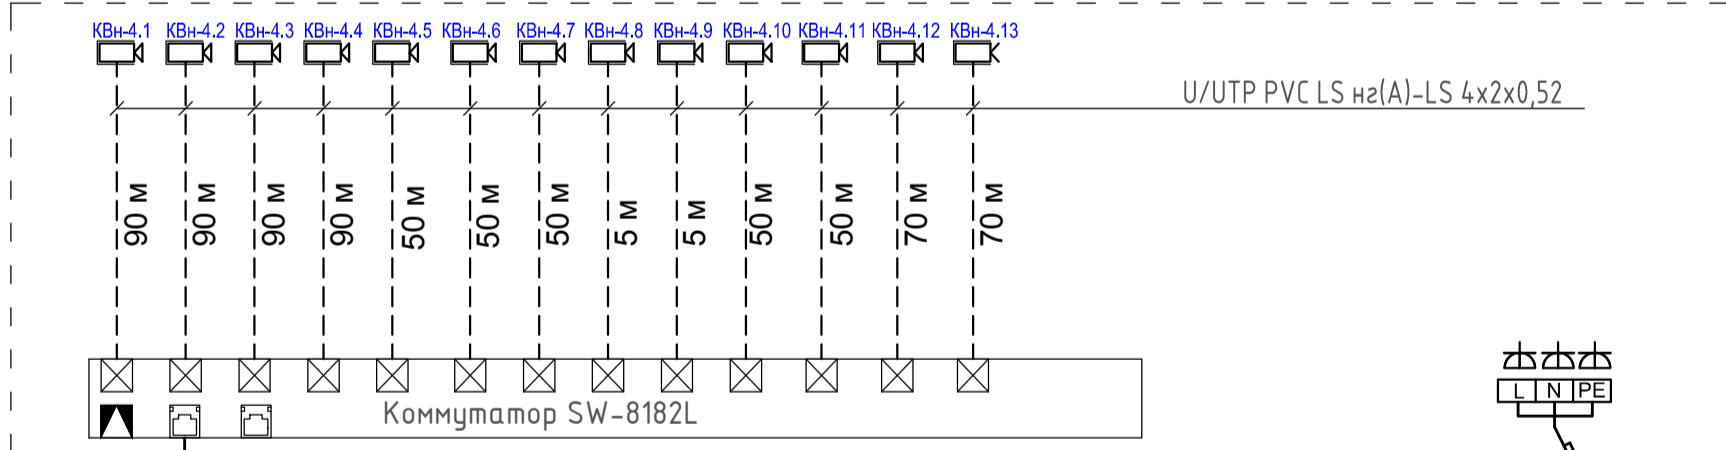 КВн-4.1 КВн-4.2 КВн-4.3 КВн-4.4 КВн-4.5 КВн-4.6 КВн-4.7 КВн-4.8 КВн-4.9 КВн-4.10 КВн-4.11 КВн-4.12 КВн-4.13
U/UTP PVC LS нг(А)-LS 4x2x0,52
90 м
90 м
90 м
90 м
50 м
50 м
50 м
5 м
5 м
50 м
50 м
70 м
70 м
L N PE
Коммутатор SW-8182L